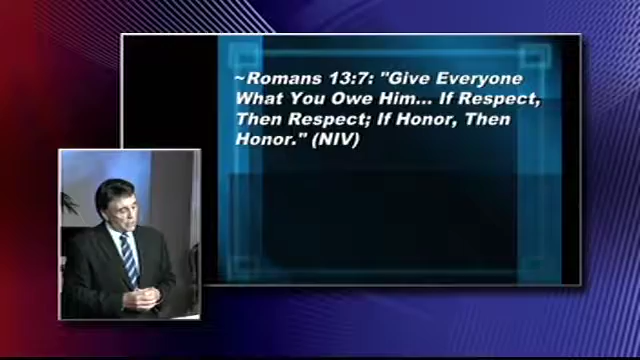 ~Romans 13:7: "Give Everyone
What You Owe Him... If Respect,
Then Respect; If Honor, Then
Honor." (NIV)